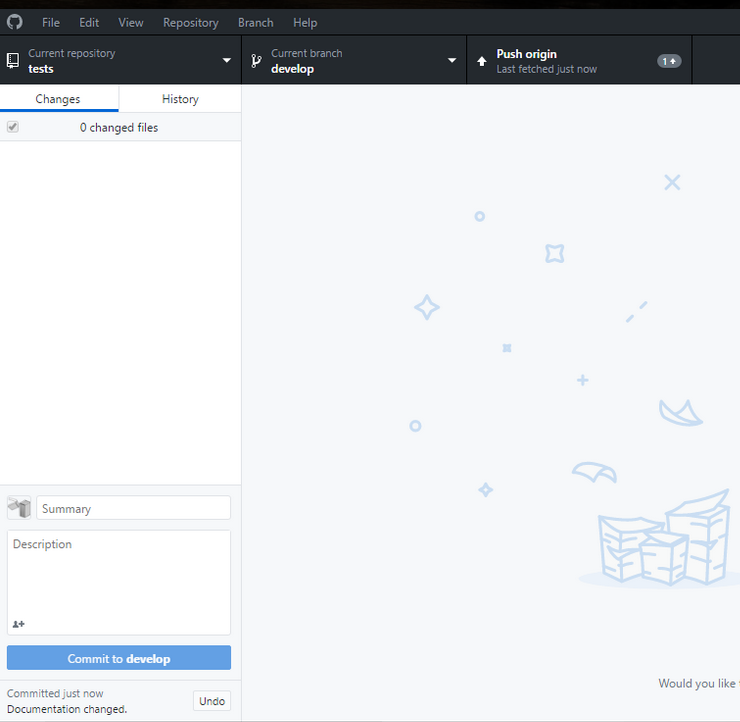 File Edit View Repository Branch Help
Current repository
tests
Current branch
develop
Push origin
Last fetched just now
1
Changes History
0 changed files
Summary
Description
Commit to develop
Committed just now
Documentation changed.
Undo
Would you like